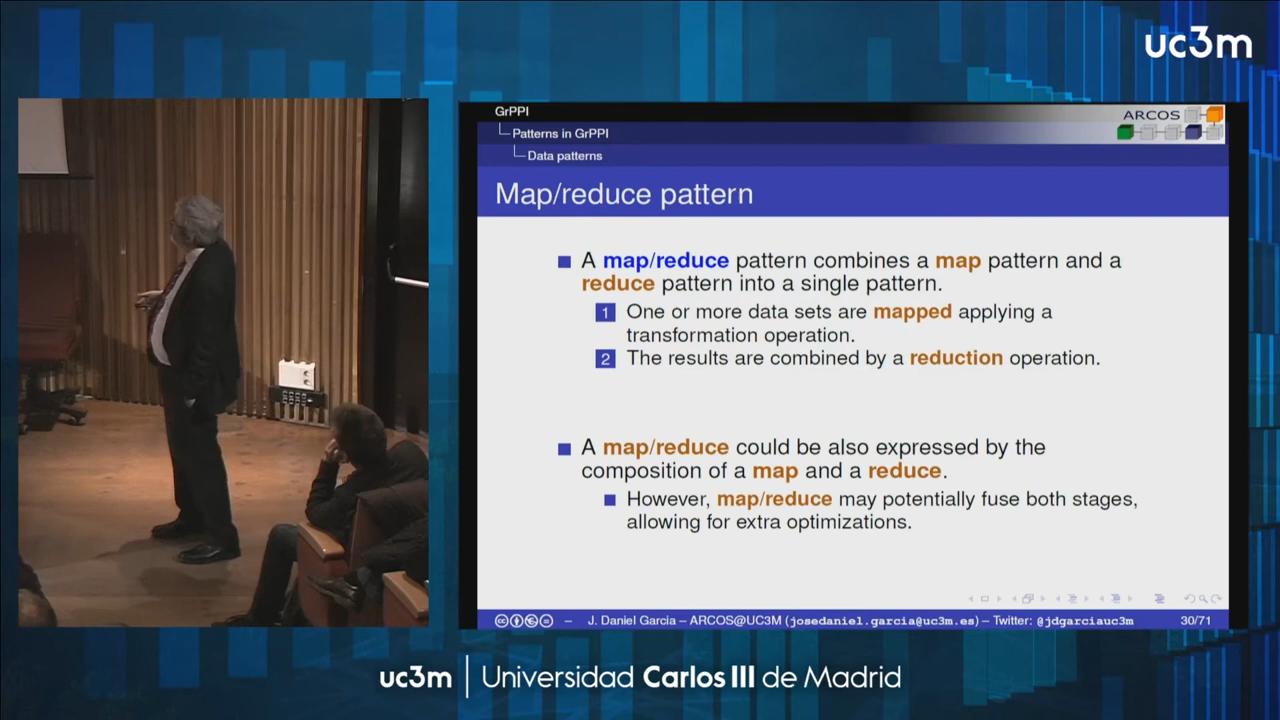 uc3m
GrPPI
Patterns in GrPPI
Data patterns
ARCOS
Map/reduce pattern
A map/reduce pattern combines a map pattern and a
reduce pattern into a single pattern.
1 One or more data sets are mapped applying a
transformation operation.
2 The results are combined by a reduction operation.
A map/reduce could be also expressed by the
composition of a map and a reduce.
However, map/reduce may potentially fuse both stages,
allowing for extra optimizations.
cc – J. Daniel Garcia – ARCOS@UC3M (josedaniel.garcia@uc3m.es) – Twitter: @jdgarciauc3m 30/71
uc3m | Universidad Carlos III de Madrid